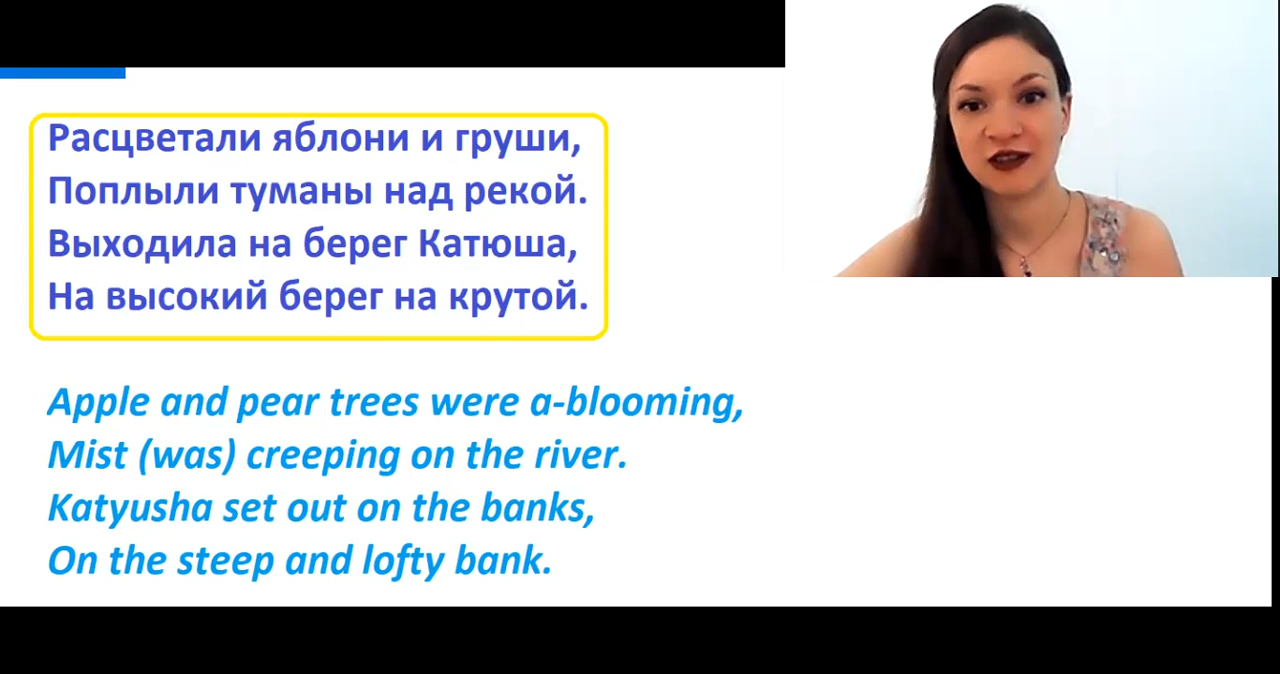 Расцветали яблони и груши,
Поплыли туманы над рекой.
Выходила на берег Катюша,
На высокий берег на крутой.
Apple and pear trees were a-blooming,
Mist (was) creeping on the river.
Katyusha set out on the banks,
On the steep and lofty bank.